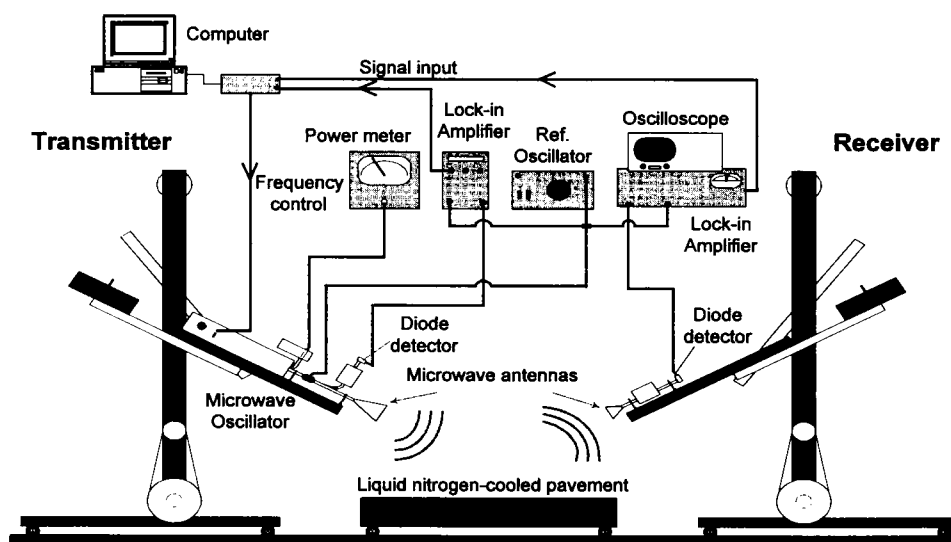 Computer
Signal input
Transmitter
Power meter
Lock-in
Amplifier
Ref.
Oscillator
Oscilloscope
Receiver
Frequency
control
Lock-in
Amplifier
Diode
detector
Diode
detector
Microwave antennas
Microwave
Oscillator
Liquid nitrogen-cooled pavement